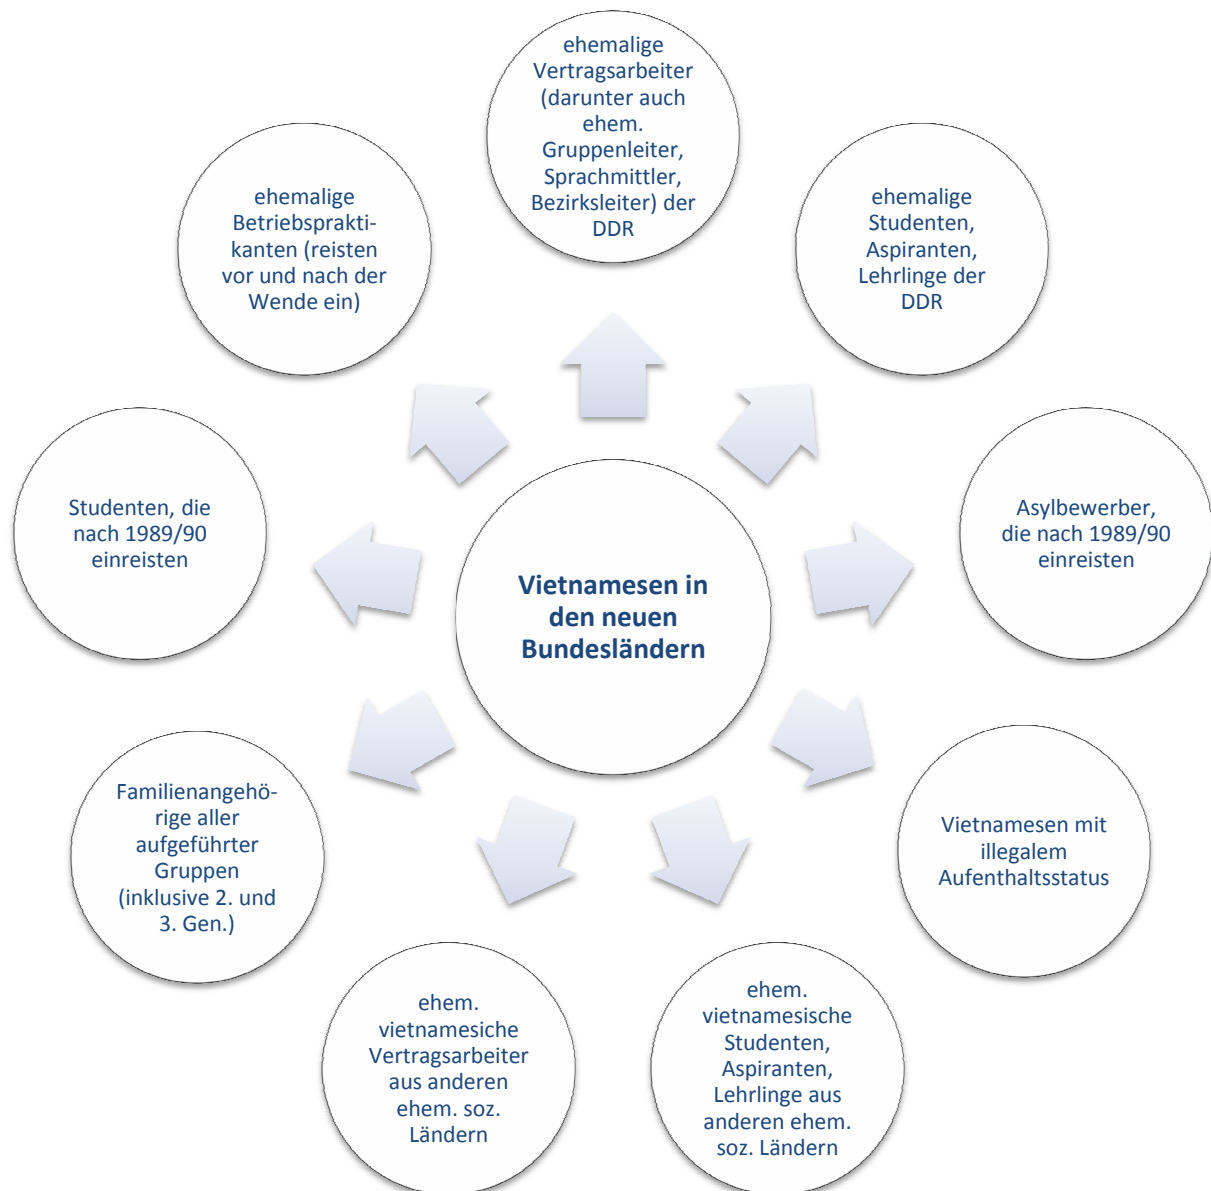 ehemalige
Vertragsarbeiter
(darunter auch
ehem.
Gruppenleiter,
Sprachmittler,
Bezirksleiter) der
DDR
ehemalige
Studenten,
Aspiranten,
Lehrlinge der
DDR
Asylbewerber,
die nach 1989/90
einreisten
Vietnamesen mit
illegalem
Aufenthaltsstatus
ehem.
vietnamesische
Studenten,
Aspiranten,
Lehrlinge aus
anderen ehem.
soz. Ländern
ehem.
vietnamesiche
Vertragsarbeiter
aus anderen
ehem. soz.
Ländern
Familienangehö-
rige aller
aufgeführter
Gruppen
(inklusive 2. und
3. Gen.)
Studenten, die
nach 1989/90
einreisten
ehemalige
Betriebsprakti-
kanten (reisten
vor und nach der
Wende ein)
Vietnamesen in
den neuen
Bundesländern